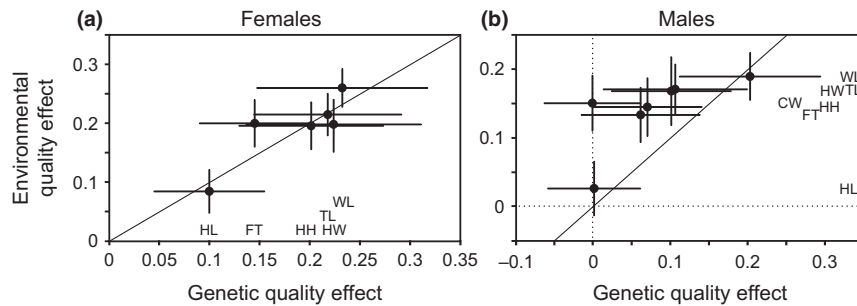 (a) Females
Environmental
quality effect
0.3
0.2
0.1
0
WL
TL
HL FT HH HW
0 0.05 0.1 0.15 0.2 0.25 0.3 0.35
Genetic quality effect
(b) Males
0.2
0.1
0
WL
HW TL
CW HH
FT
HL
–0.1 0 0.1 0.2 0.3
Genetic quality effect